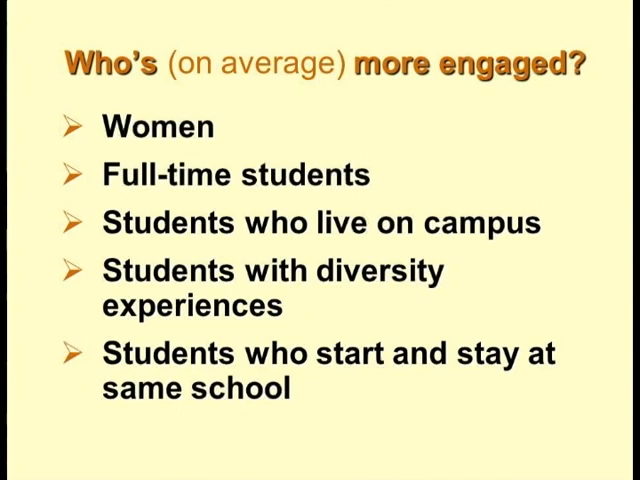 Who's (on average) more engaged?
Women
Full-time students
Students who live on campus
Students with diversity
experiences
Students who start and stay at
same school